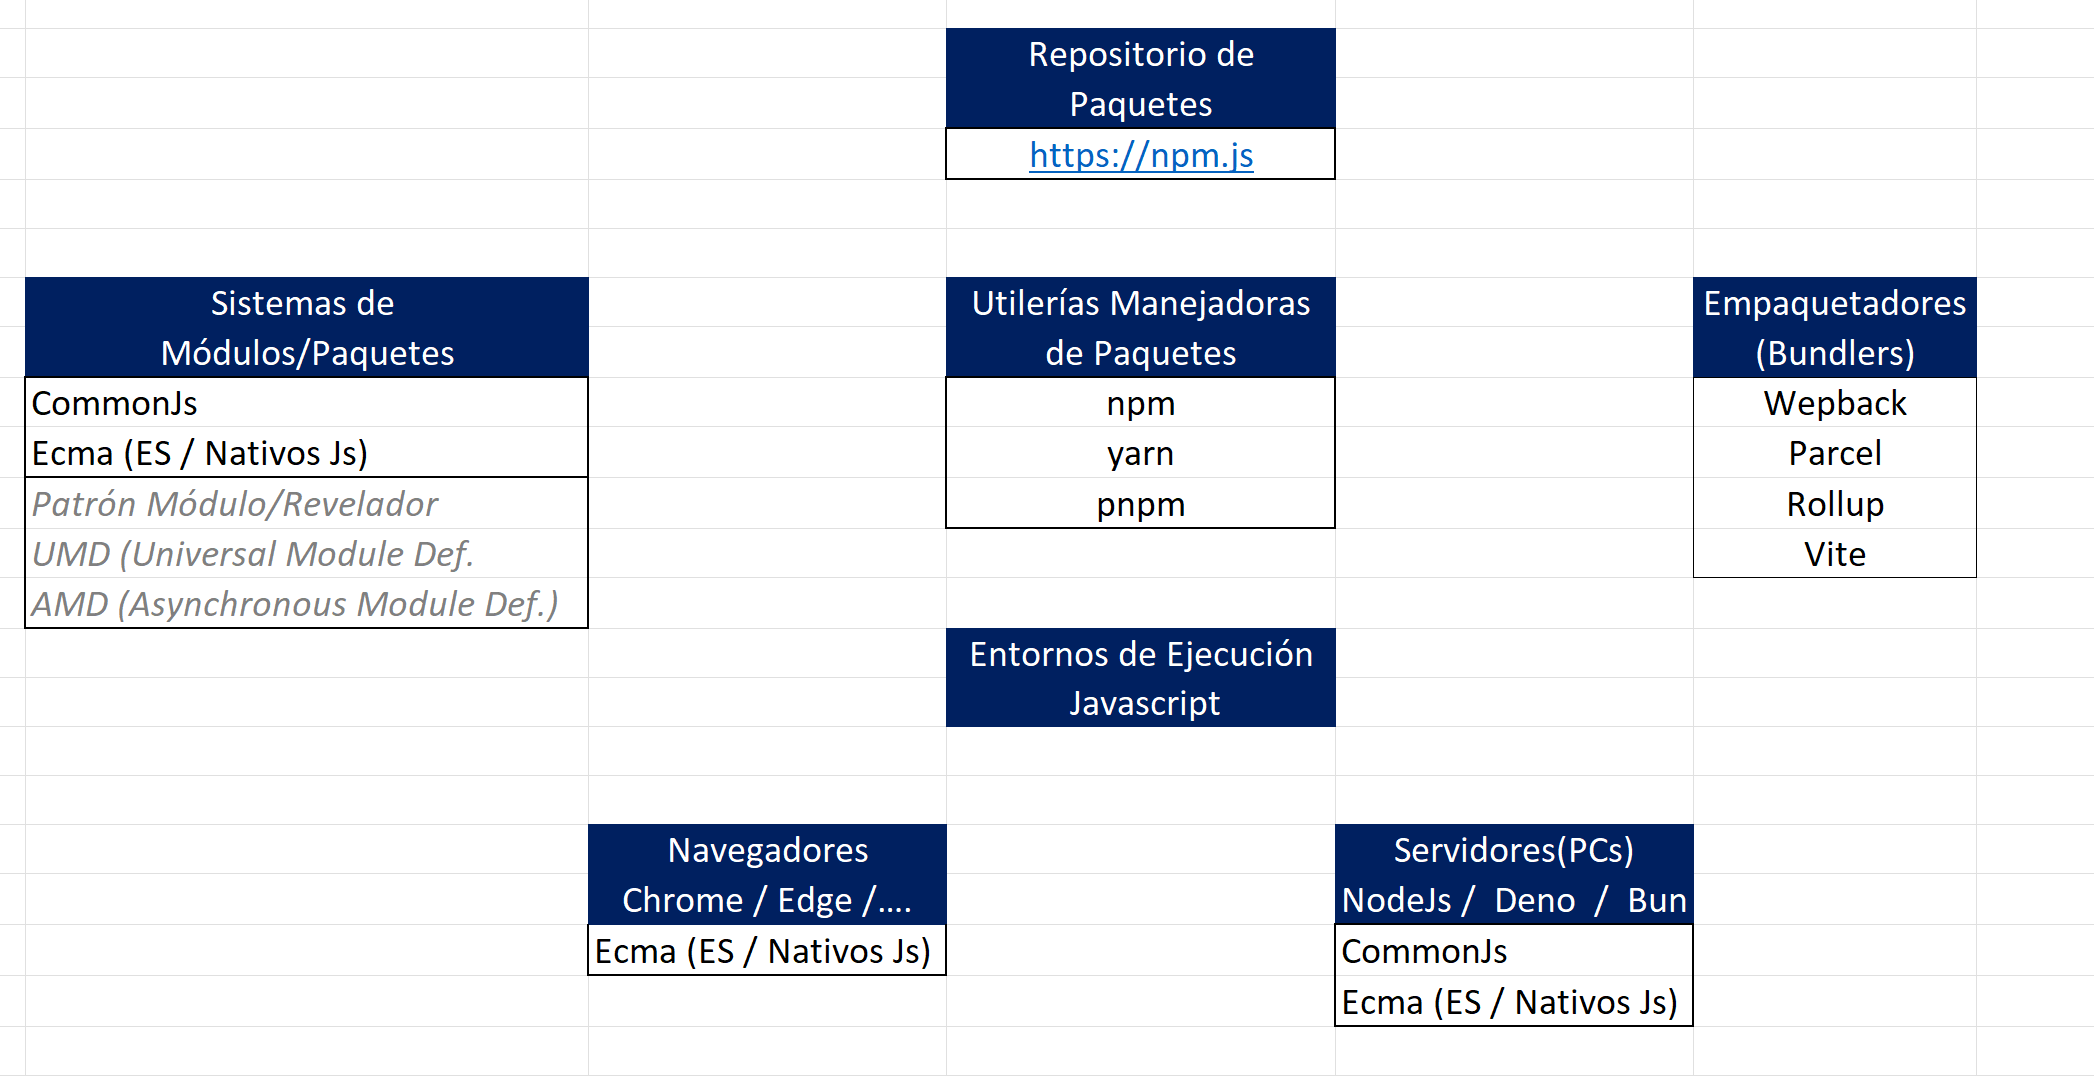 Repositorio de
Paquetes
https://npm.js
Sistemas de
Módulos/Paquetes
CommonJs
Ecma (ES / Nativos Js)
Patrón Módulo/Revelador
UMD (Universal Module Def.
AMD (Asynchronous Module Def.)
Utilerías Manejadoras
de Paquetes
npm
yarn
pnpm
Empaquetadores
(Bundlers)
Wepback
Parcel
Rollup
Vite
Entornos de Ejecución
Javascript
Navegadores
Chrome / Edge /....
Ecma (ES / Nativos Js)
Servidores(PCs)
NodeJs /  Deno  /  Bun
CommonJs
Ecma (ES / Nativos Js)